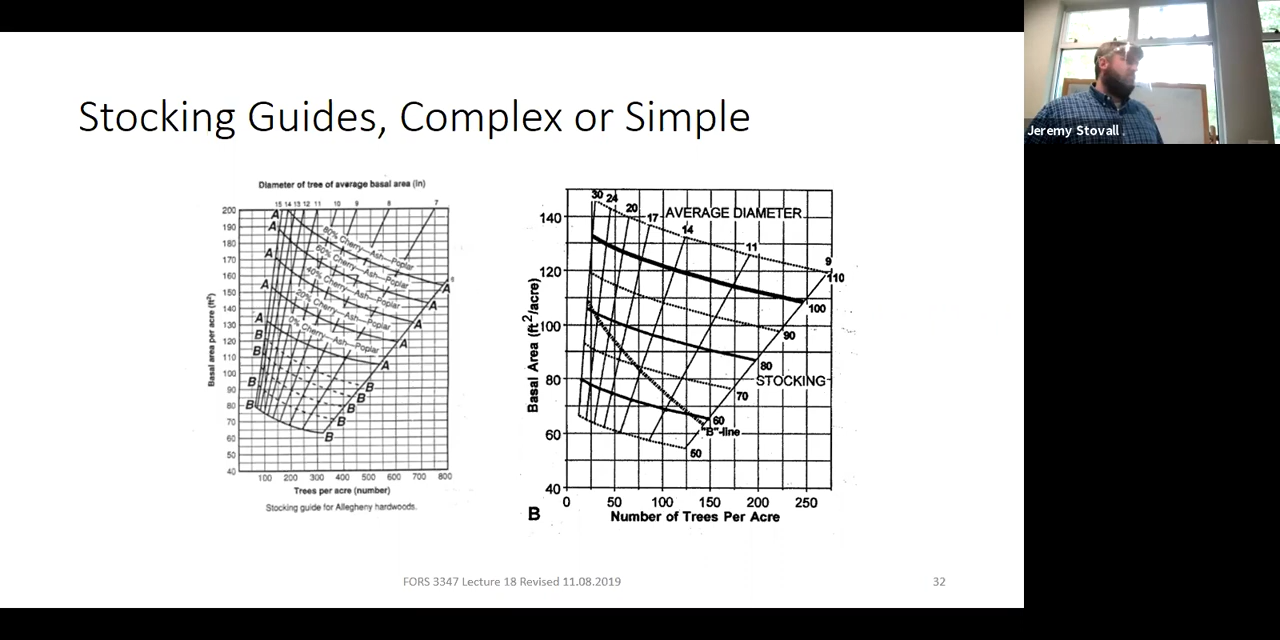 Stocking Guides, Complex or Simple
Jeremy Stovall
Diameter of tree of average basal area (in)
15 14 13 12 11 10 9 8 7
6
200
190
180
170
160
150
140
130
120
110
100
90
80
70
60
50
40
Basal area per acre (ft²)
80% Cherry-Ash-Poplar
60% Cherry-Ash-Poplar
40% Cherry-Ash-Poplar
20% Cherry-Ash-Poplar
0% Cherry-Ash-Poplar
A
A
A
A
A
B
B
B
B
A
A
A
A
A
B
B
B
B
B
100 200 300 400 500 600 700 800
Trees per acre (number)
Stocking guide for Allegheny hardwoods.
30 24 20 17 14 11 9
AVERAGE DIAMETER
140
120
100
80
60
40
Basal Area (ft²/acre)
110
100
90
80
STOCKING
70
60
"B"-line
50
0 50 100 150 200 250
B Number of Trees Per Acre
FORS 3347 Lecture 18 Revised 11.08.2019
32